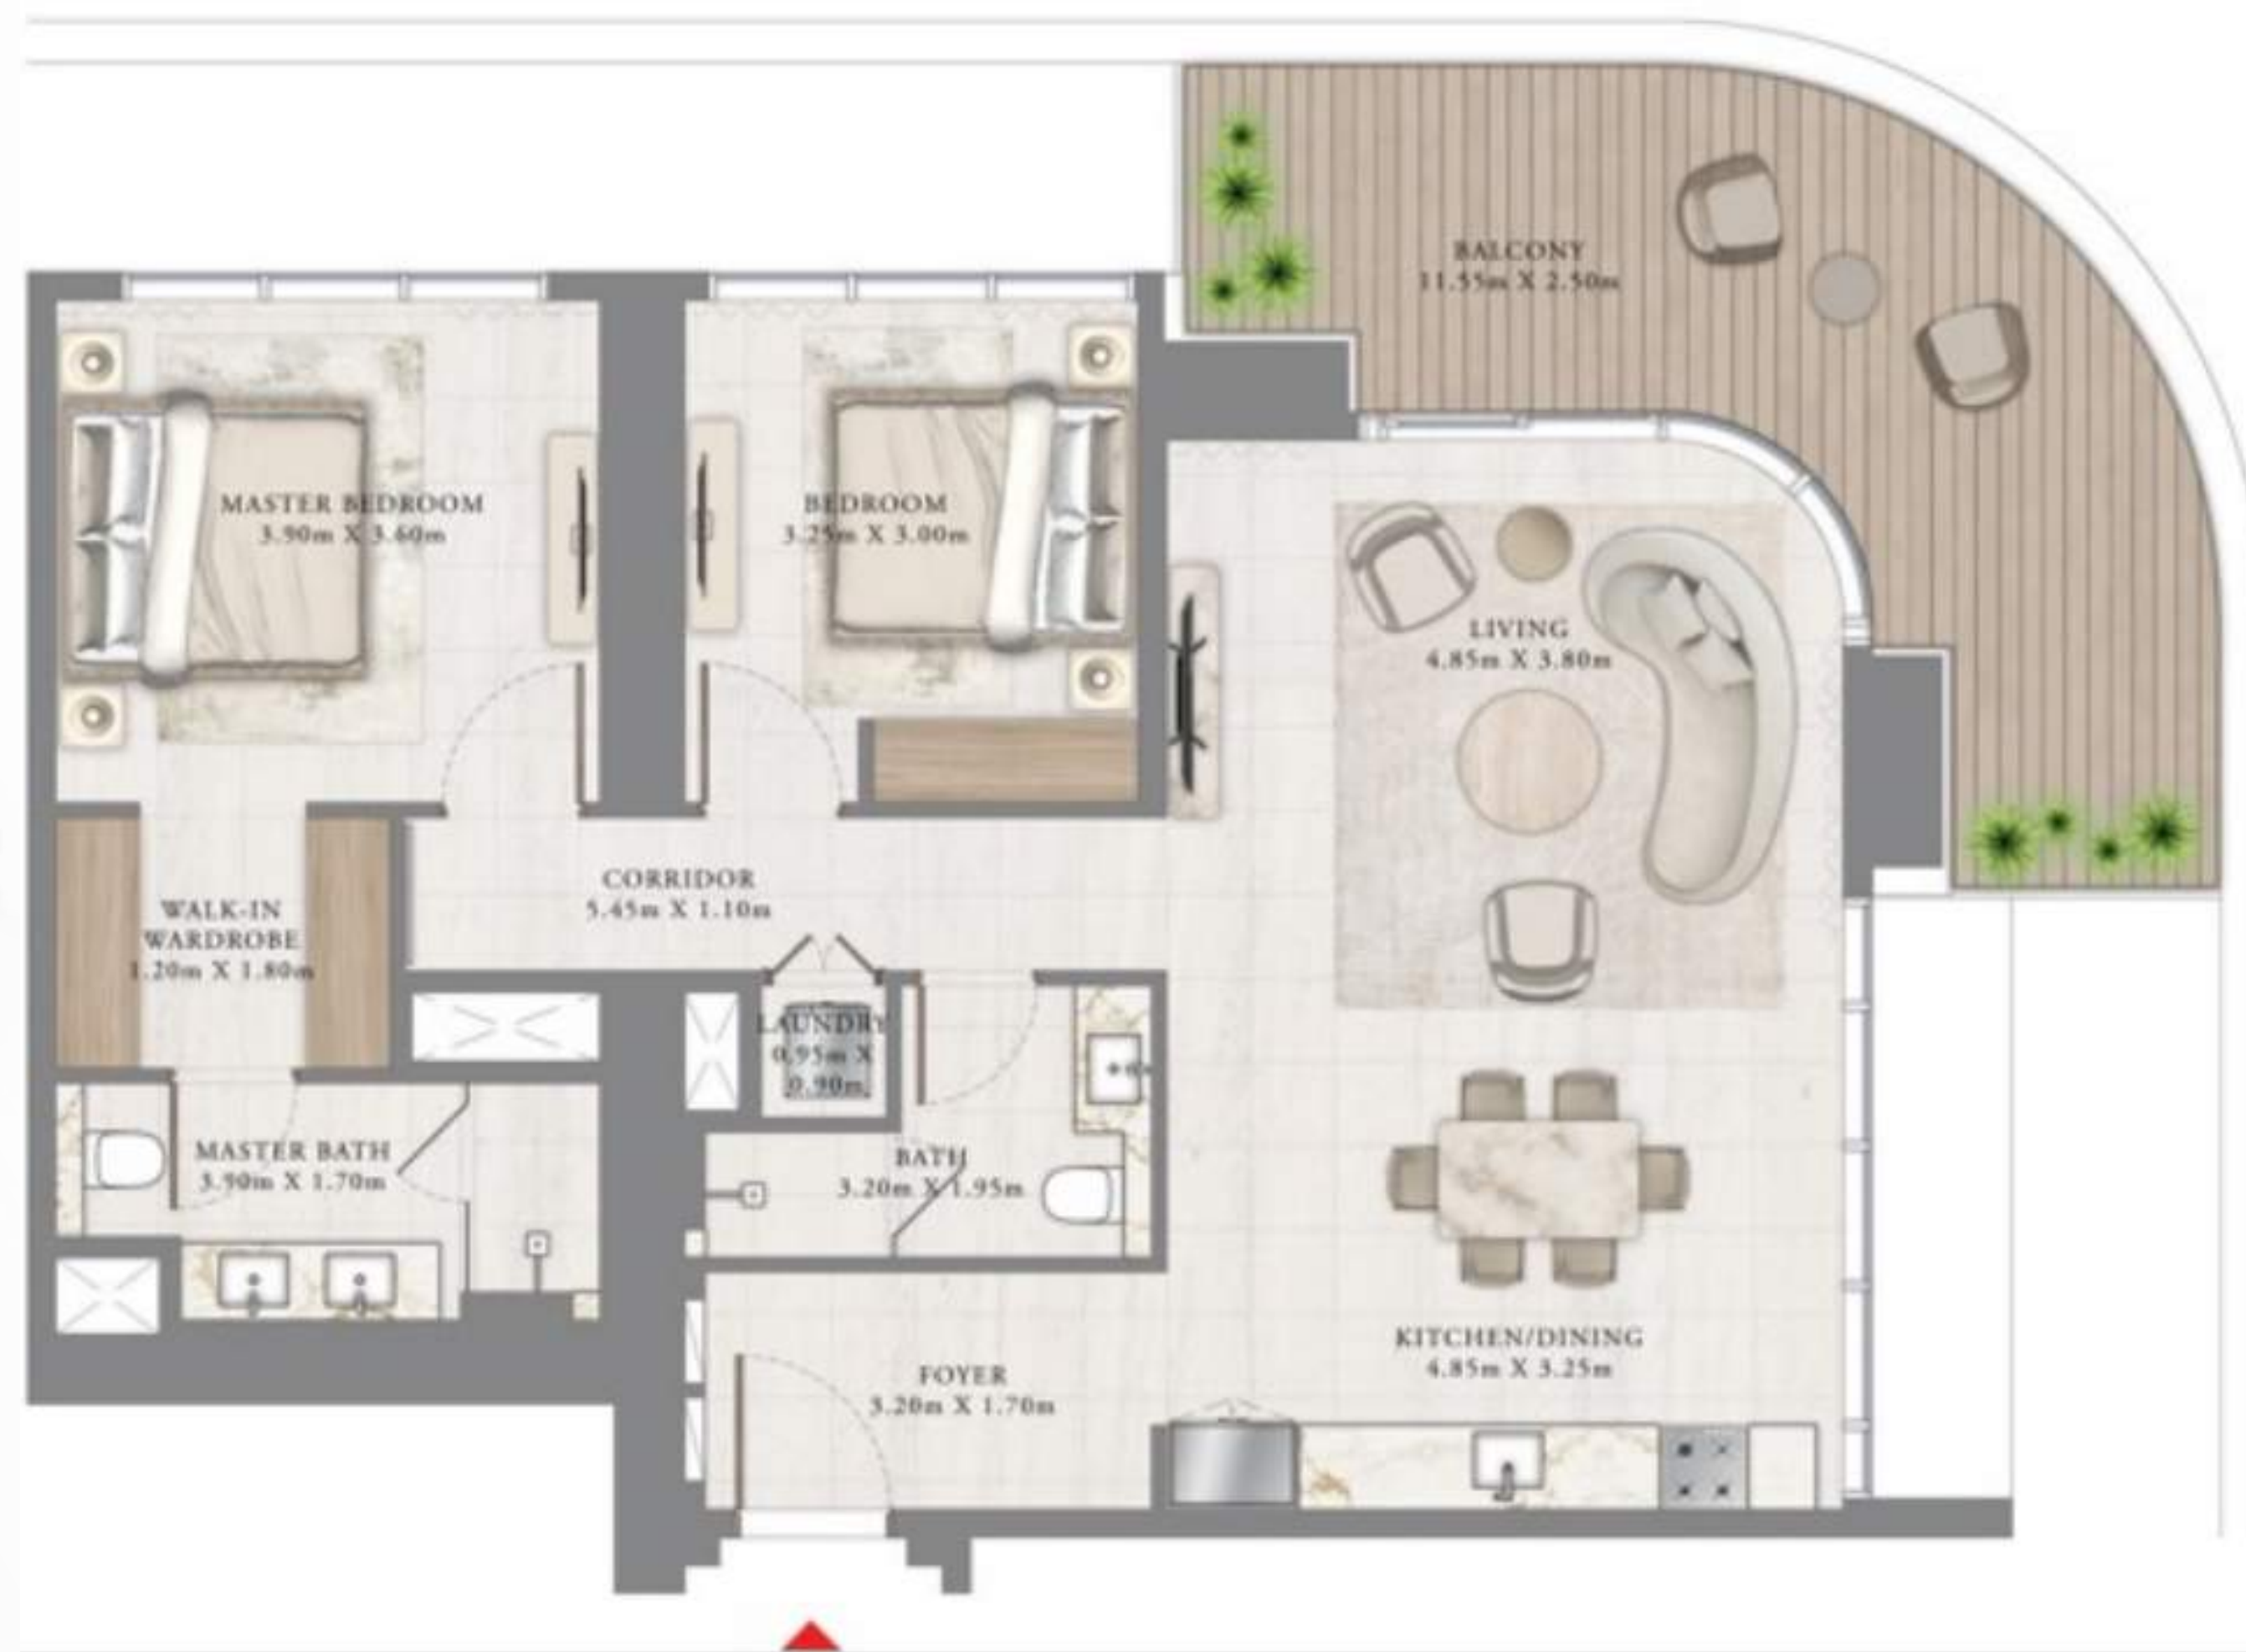 BALCONY
11.55m X 2.50m
MASTER BEDROOM
3.90m X 3.60m
BEDROOM
3.25m X 3.00m
LIVING
4.85m X 3.80m
CORRIDOR
5.45m X 1.10m
WALK-IN
WARDROBE
1.20m X 1.80m
LAUNDRY
0.95m X
0.90m
MASTER BATH
3.90m X 1.70m
BATH
3.20m X 1.95m
KITCHEN/DINING
4.85m X 3.25m
FOYER
3.20m X 1.70m